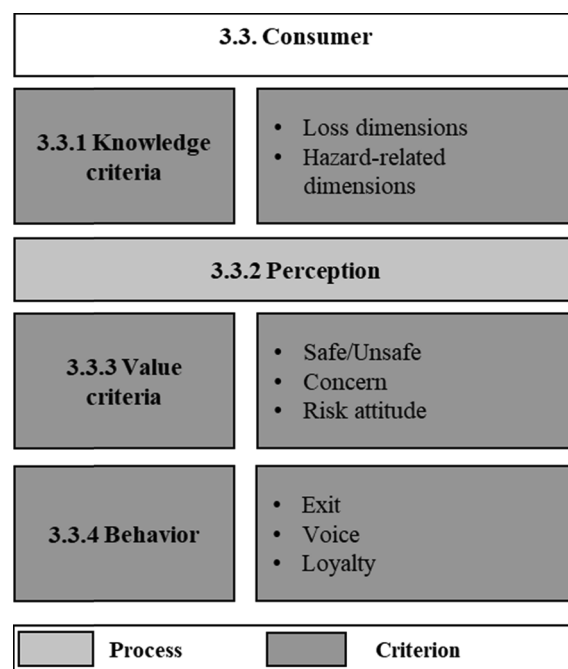 3.3. Consumer
3.3.1 Knowledge
criteria
• Loss dimensions
• Hazard-related
dimensions
3.3.2 Perception
3.3.3 Value
criteria
• Safe/Unsafe
• Concern
• Risk attitude
3.3.4 Behavior
• Exit
• Voice
• Loyalty
Process
Criterion